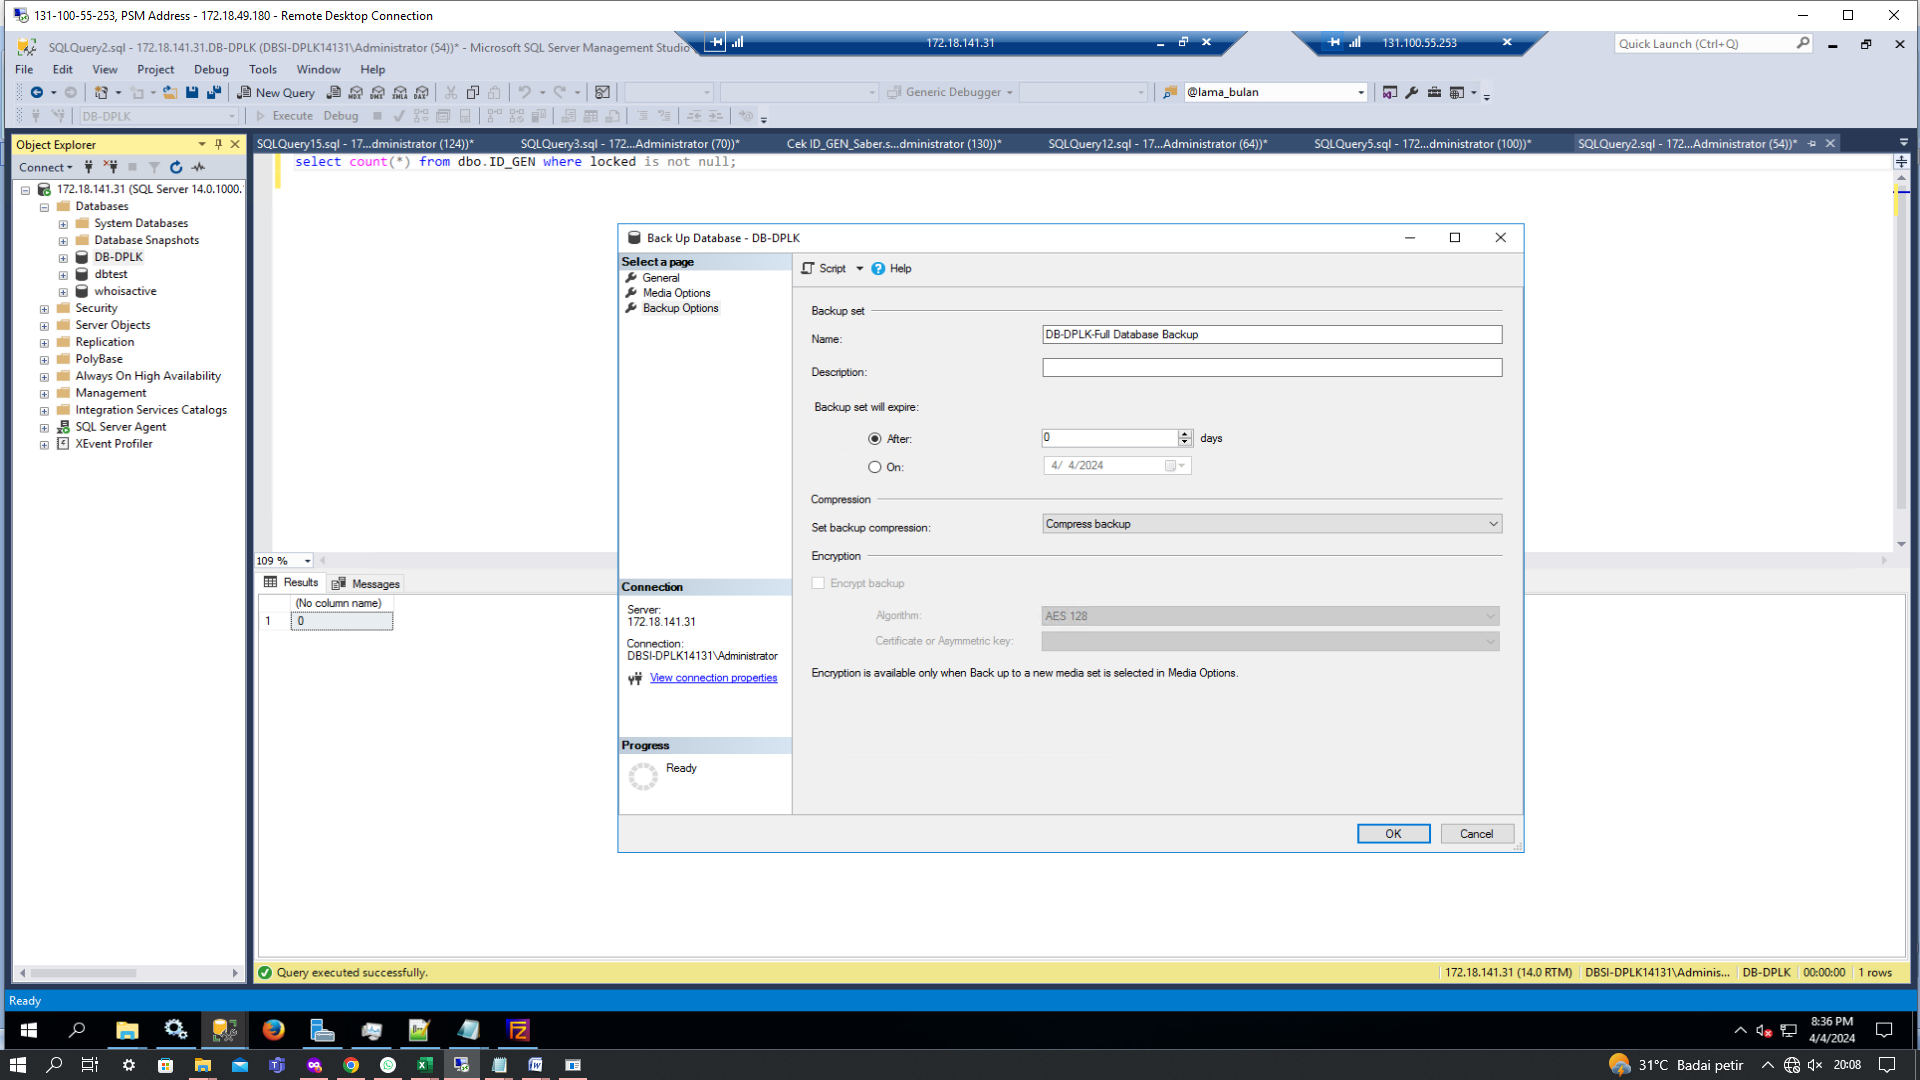 131-100-55-253, PSM Address - 172.18.49.180 - Remote Desktop Connection
SQLQuery2.sql - 172.18.141.31.DB-DPLK (DBSI-DPLK14131\Administrator (54))* - Microsoft SQL Server Management Studio
172.18.141.31
131.100.55.253
Quick Launch (Ctrl+Q)
File Edit View Project Debug Tools Window Help
New Query
Generic Debugger
@lama_bulan
DB-DPLK
Execute Debug
Object Explorer
SQLQuery15.sql - 17...dministrator (124))*
SQLQuery3.sql - 172...Administrator (70))*
Cek ID_GEN_Saber.s...dministrator (130))*
SQLQuery12.sql - 17...Administrator (64))*
SQLQuery5.sql - 172...dministrator (100))*
SQLQuery2.sql - 172...Administrator (54))*
Connect
select count(*) from dbo.ID_GEN where locked is not null;
172.18.141.31 (SQL Server 14.0.1000.
Databases
System Databases
Database Snapshots
DB-DPLK
dbtest
whoisactive
Security
Server Objects
Replication
PolyBase
Always On High Availability
Management
Integration Services Catalogs
SQL Server Agent
XEvent Profiler
Back Up Database - DB-DPLK
Select a page
General
Media Options
Backup Options
Script Help
Backup set
Name: DB-DPLK-Full Database Backup
Description:
Backup set will expire:
After: 0 days
On: 4/ 4/2024
Compression
Set backup compression: Compress backup
Encryption
Encrypt backup
Algorithm: AES 128
Certificate or Asymmetric key:
Encryption is available only when Back up to a new media set is selected in Media Options.
Connection
Server:
172.18.141.31
Connection:
DBSI-DPLK14131\Administrator
View connection properties
Progress
Ready
OK Cancel
109 %
Results Messages
(No column name)
1 0
Query executed successfully.
172.18.141.31 (14.0 RTM) DBSI-DPLK14131\Adminis... DB-DPLK 00:00:00 1 rows
Ready
8:36 PM
4/4/2024
31°C Badai petir
20:08